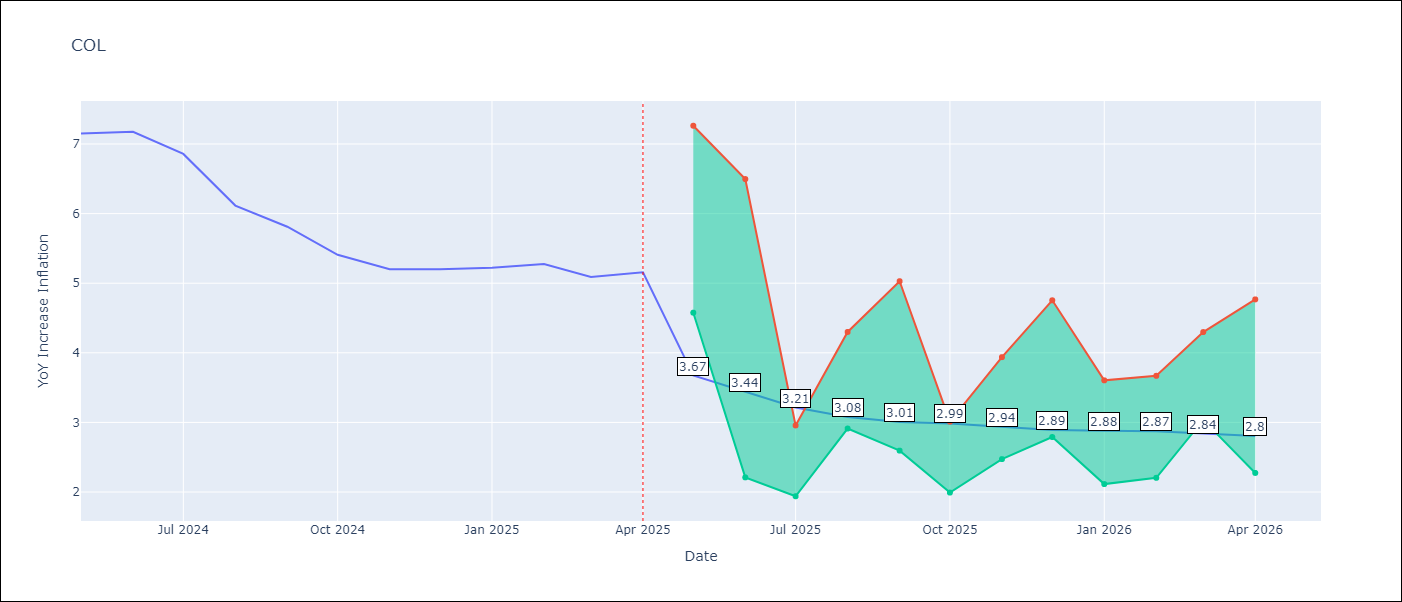 COL
YoY Increase Inflation
7
6
5
4
3
2
3.67
3.44
3.21
3.08
3.01
2.99
2.94
2.89
2.88
2.87
2.84
2.8
Jul 2024
Oct 2024
Jan 2025
Apr 2025
Jul 2025
Oct 2025
Jan 2026
Apr 2026
Date